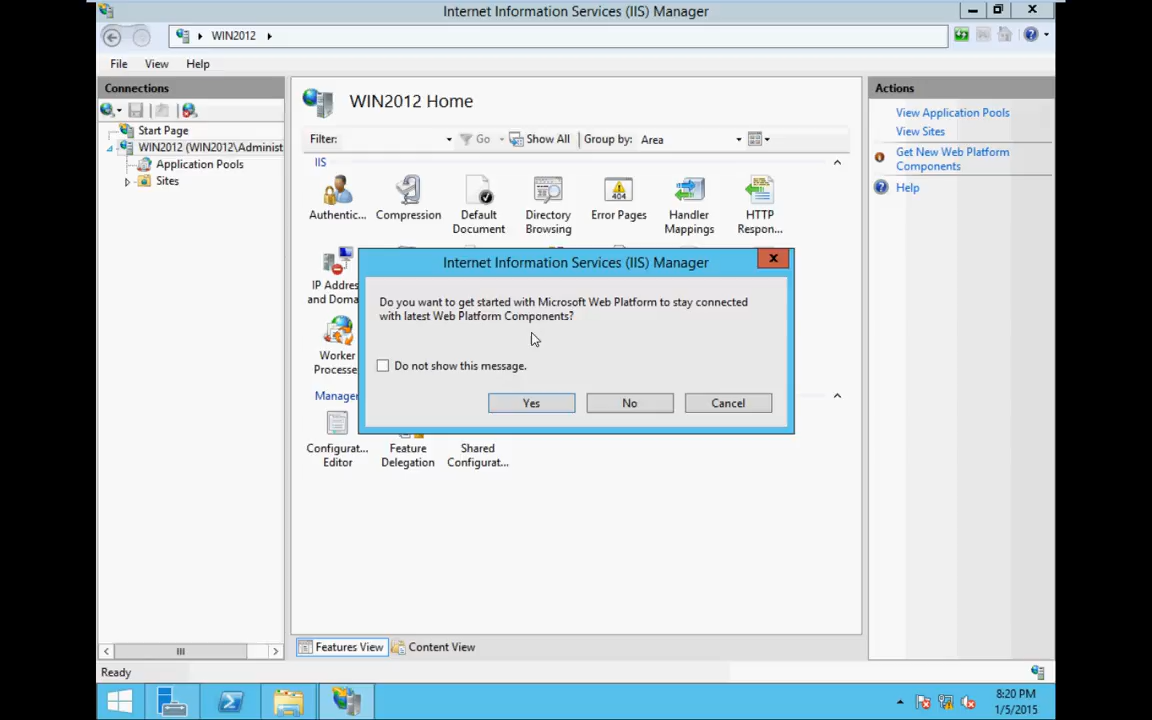 Internet Information Services (IIS) Manager
WIN2012
File View Help
Connections
Start Page
WIN2012 (WIN2012\Administ
Application Pools
Sites
WIN2012 Home
Filter: Go Show All Group by: Area
IIS
Authentic... Compression Default Document Directory Browsing Error Pages Handler Mappings HTTP Respon...
404
IP Addre
and Doma
Worker
Processe
Manager
Configurat... Editor Feature Delegation Shared Configurat...
Internet Information Services (IIS) Manager
Do you want to get started with Microsoft Web Platform to stay connected
with latest Web Platform Components?
Do not show this message.
Yes No Cancel
Features View Content View
Actions
View Application Pools
View Sites
Get New Web Platform
Components
Help
Ready
8:20 PM
1/5/2015